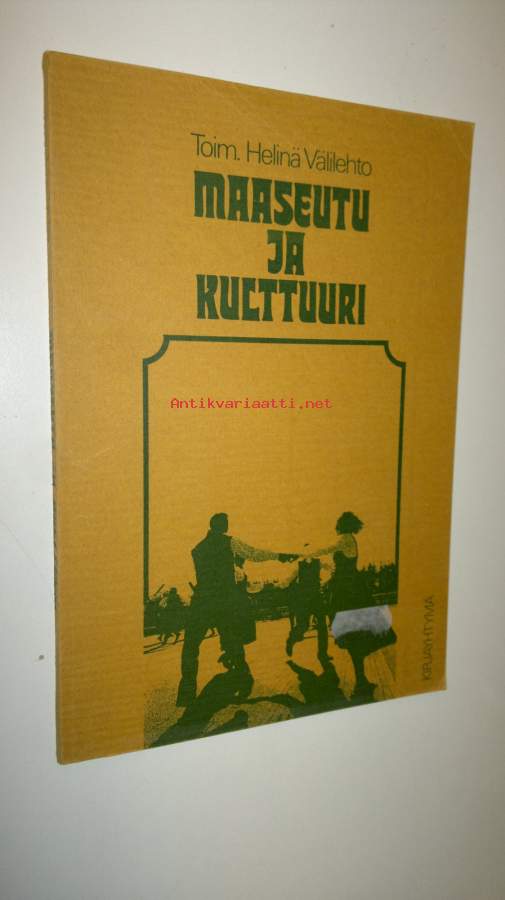 Toim. Helinä Välilehto
MAASEUTU
JA
KULTTUURI
Antikvariaatti.net
KIRJAYHTYMÄ